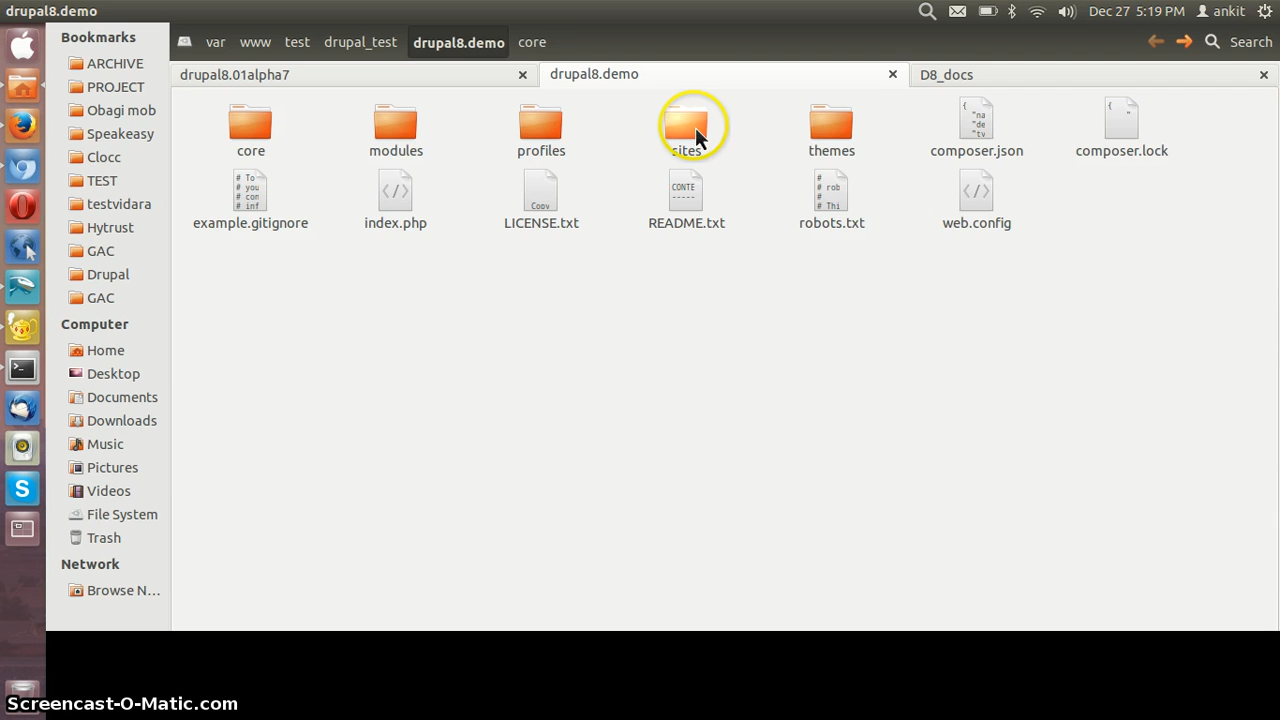 drupal8.demo
Dec 27 5:19 PM ankit
Bookmarks
ARCHIVE
PROJECT
Obagi mob
Speakeasy
Clocc
TEST
testvidara
Hytrust
GAC
Drupal
GAC
Computer
Home
Desktop
Documents
Downloads
Music
Pictures
Videos
File System
Trash
Network
Browse N...
var www test drupal_test drupal8.demo core
Search
drupal8.01alpha7
drupal8.demo
D8_docs
core modules profiles sites themes composer.json composer.lock
example.gitignore index.php LICENSE.txt README.txt robots.txt web.config
Screencast-O-Matic.com